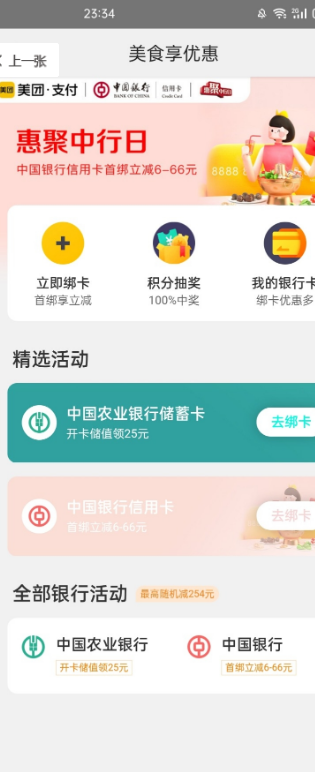 23:34
上一张
美食享优惠
美团
美团·支付
中国银行
BANK OF CHINA
信用卡
Credit Card
惠聚中行日
中国银行信用卡首绑立减6-66元
8888.8
立即绑卡
积分抽奖
我的银行卡
首绑享立减
100%中奖
绑卡优惠多
精选活动
中国农业银行储蓄卡
开卡储值领25元
去绑卡
中国银行信用卡
首绑立减6-66元
去绑卡
全部银行活动
最高随机减254元
中国农业银行
中国银行
开卡储值领25元
首绑立减6-66元